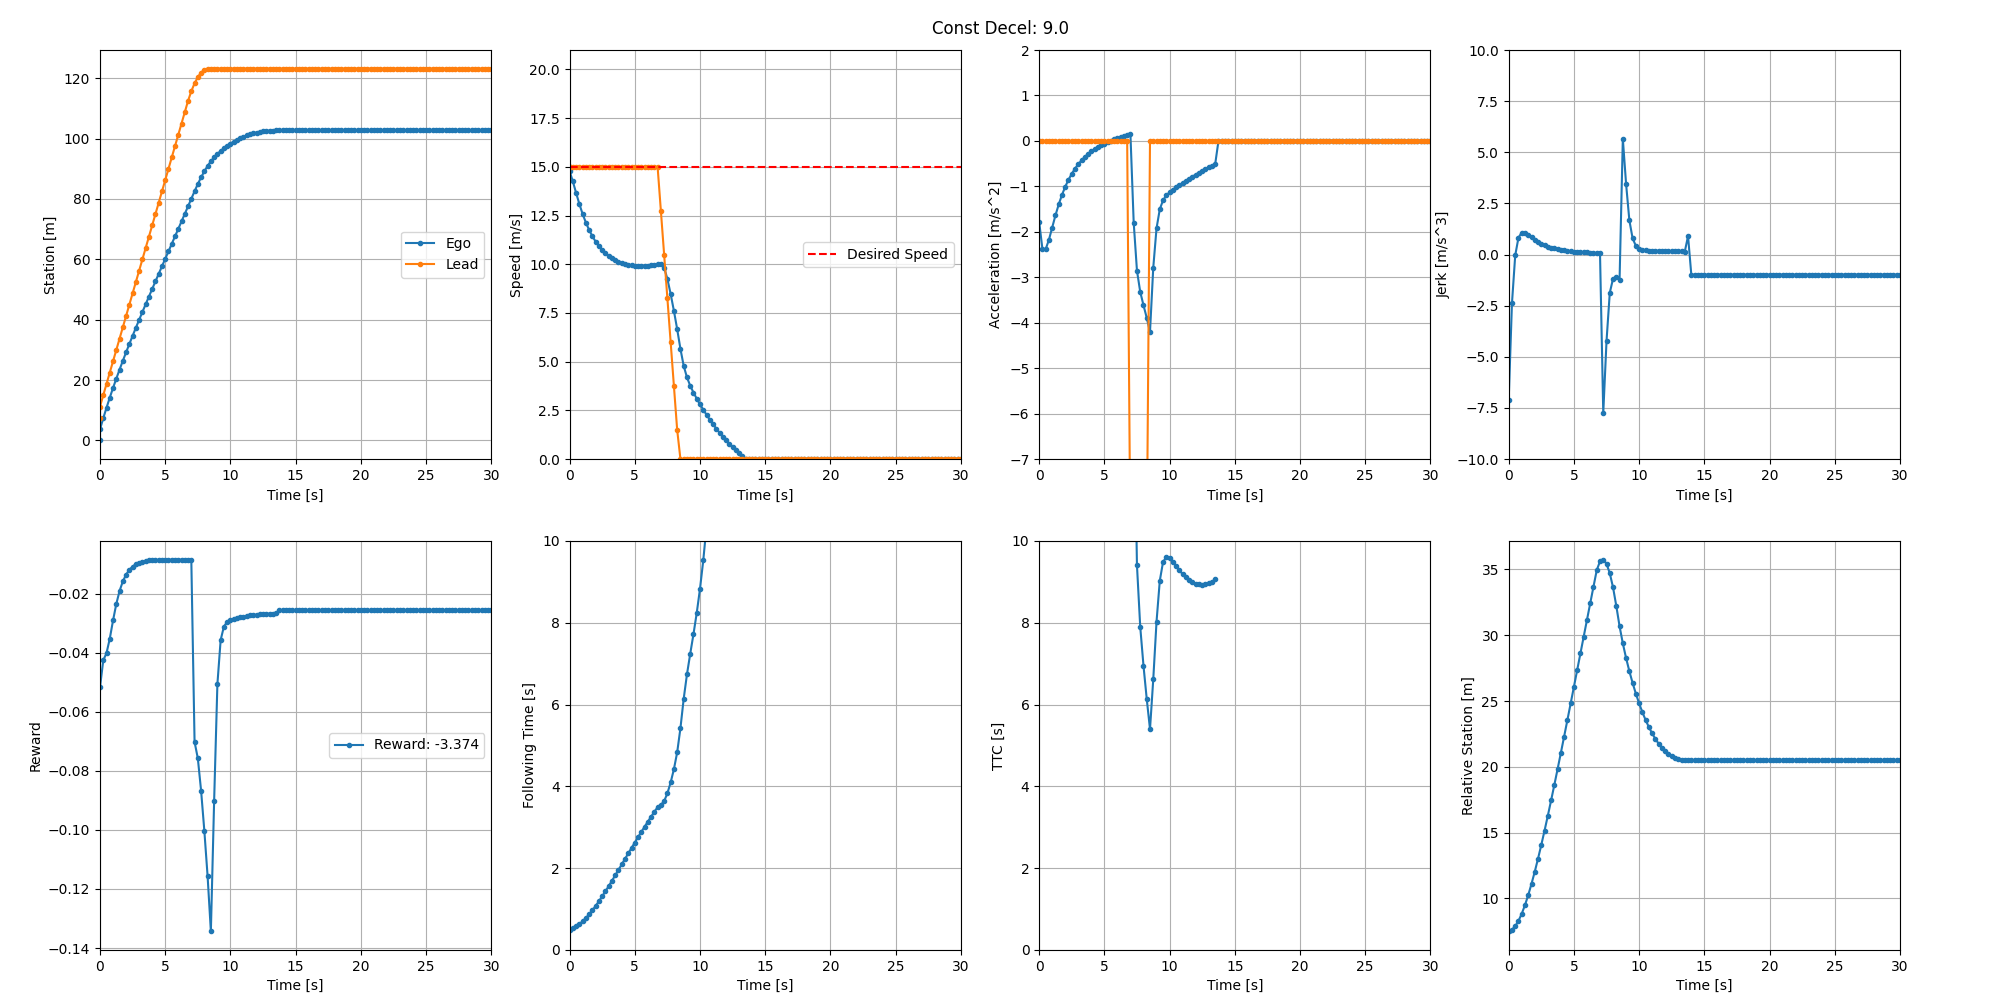 Const Decel: 9.0
Station [m]
120
100
80
60
40
20
0
0 5 10 15 20 25 30
Time [s]
Ego
Lead
Speed [m/s]
20.0
17.5
15.0
12.5
10.0
7.5
5.0
2.5
0.0
0 5 10 15 20 25 30
Time [s]
Desired Speed
Acceleration [m/s^2]
2
1
0
−1
−2
−3
−4
−5
−6
−7
0 5 10 15 20 25 30
Time [s]
Jerk [m/s^3]
10.0
7.5
5.0
2.5
0.0
−2.5
−5.0
−7.5
−10.0
0 5 10 15 20 25 30
Time [s]
Reward
−0.02
−0.04
−0.06
−0.08
−0.10
−0.12
−0.14
0 5 10 15 20 25 30
Time [s]
Reward: -3.374
Following Time [s]
10
8
6
4
2
0
0 5 10 15 20 25 30
Time [s]
TTC [s]
10
8
6
4
2
0
0 5 10 15 20 25 30
Time [s]
Relative Station [m]
35
30
25
20
15
10
0 5 10 15 20 25 30
Time [s]